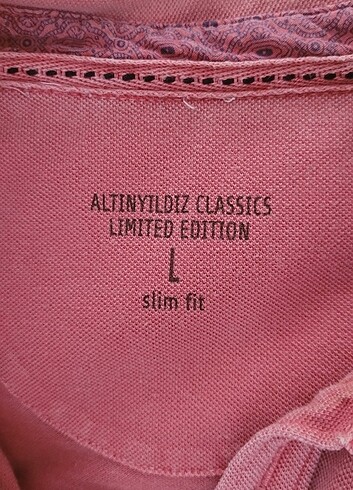 ALTINYILDIZ CLASSICS
LIMITED EDITION
L
slim fit